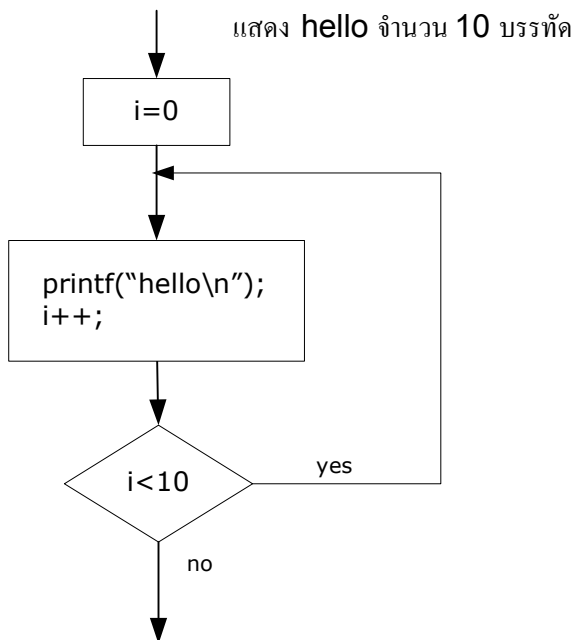 แสดง hello จำนวน 10 บรรทัด
i=0
printf(“hello\n”);
i++;
i<10
yes
no